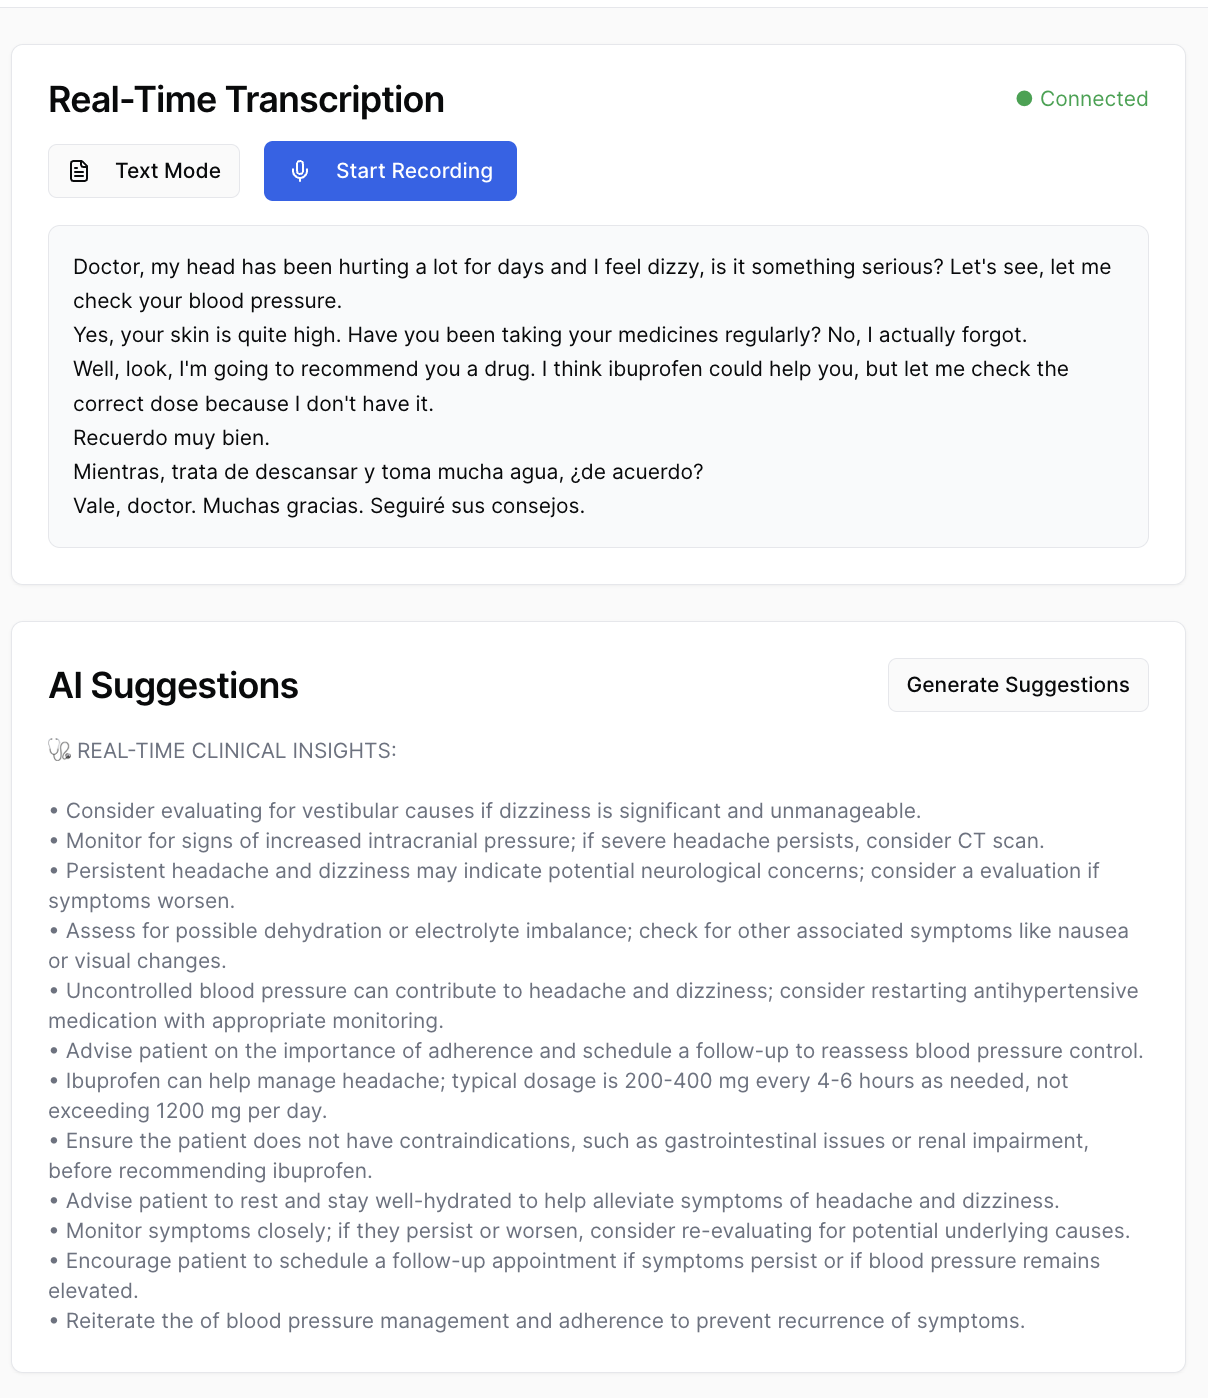 Real-Time Transcription
Connected
Text Mode
Start Recording
Doctor, my head has been hurting a lot for days and I feel dizzy, is it something serious? Let's see, let me
check your blood pressure.
Yes, your skin is quite high. Have you been taking your medicines regularly? No, I actually forgot.
Well, look, I'm going to recommend you a drug. I think ibuprofen could help you, but let me check the
correct dose because I don't have it.
Recuerdo muy bien.
Mientras, trata de descansar y toma mucha agua, ¿de acuerdo?
Vale, doctor. Muchas gracias. Seguiré sus consejos.
AI Suggestions
Generate Suggestions
🩺 REAL-TIME CLINICAL INSIGHTS:
• Consider evaluating for vestibular causes if dizziness is significant and unmanageable.
• Monitor for signs of increased intracranial pressure; if severe headache persists, consider CT scan.
• Persistent headache and dizziness may indicate potential neurological concerns; consider a evaluation if
symptoms worsen.
• Assess for possible dehydration or electrolyte imbalance; check for other associated symptoms like nausea
or visual changes.
• Uncontrolled blood pressure can contribute to headache and dizziness; consider restarting antihypertensive
medication with appropriate monitoring.
• Advise patient on the importance of adherence and schedule a follow-up to reassess blood pressure control.
• Ibuprofen can help manage headache; typical dosage is 200-400 mg every 4-6 hours as needed, not
exceeding 1200 mg per day.
• Ensure the patient does not have contraindications, such as gastrointestinal issues or renal impairment,
before recommending ibuprofen.
• Advise patient to rest and stay well-hydrated to help alleviate symptoms of headache and dizziness.
• Monitor symptoms closely; if they persist or worsen, consider re-evaluating for potential underlying causes.
• Encourage patient to schedule a follow-up appointment if symptoms persist or if blood pressure remains
elevated.
• Reiterate the of blood pressure management and adherence to prevent recurrence of symptoms.